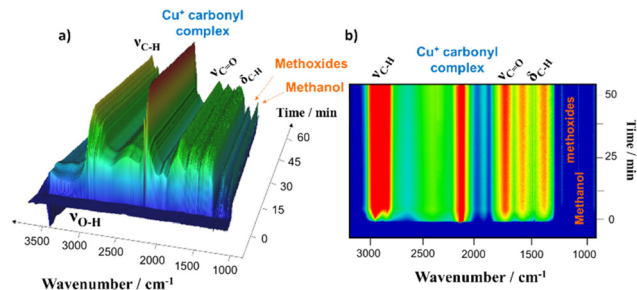 a)
Cu⁺ carbonyl
complex
νC-H
νC=O
δC-H
Methoxides
Methanol
Time / min
60
45
30
15
0
νO-H
3500
3000
2500
2000
1500
1000
Wavenumber / cm⁻¹
b)
Cu⁺ carbonyl
complex
νC-H
νC=O
δC-H
50
25
0
Time / min
methoxides
Methanol
3000
2500
2000
1500
1000
Wavenumber / cm⁻¹